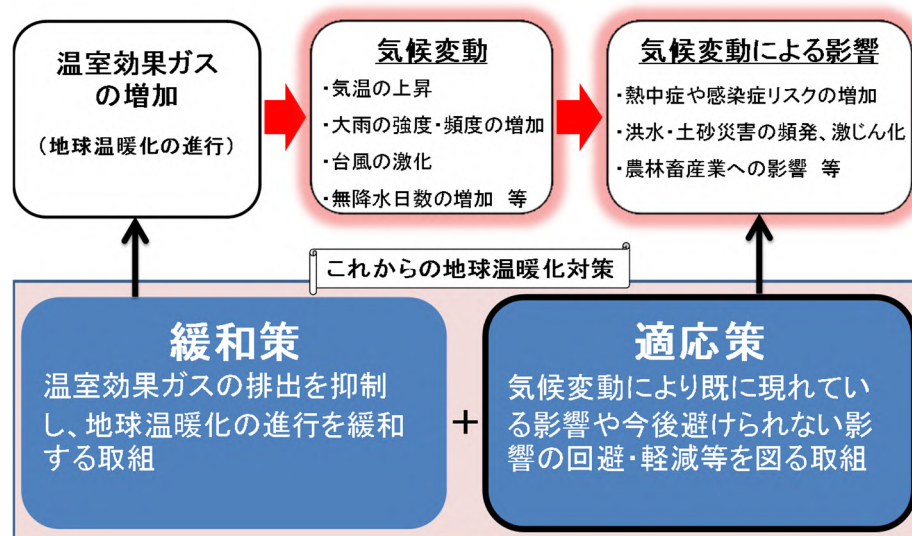 温室効果ガス
の増加
（地球温暖化の進行）
気候変動
・気温の上昇
・大雨の強度・頻度の増加
・台風の激化
・無降水日数の増加　等
気候変動による影響
・熱中症や感染症リスクの増加
・洪水・土砂災害の頻発、激じん化
・農林畜産業への影響　等
これからの地球温暖化対策
緩和策
温室効果ガスの排出を抑制
し、地球温暖化の進行を緩和
する取組
＋
適応策
気候変動により既に現れてい
る影響や今後避けられない影
響の回避・軽減等を図る取組